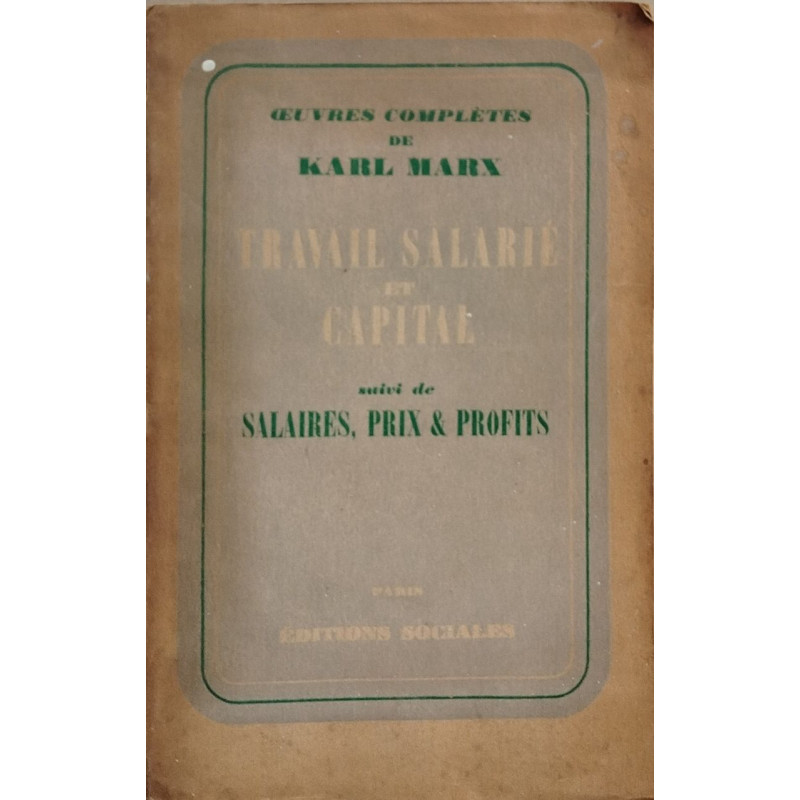 ŒUVRES COMPLÈTES
DE
KARL MARX
TRAVAIL SALARIÉ
ET
CAPITAL
suivi de
SALAIRES, PRIX & PROFITS
PARIS
ÉDITIONS SOCIALES